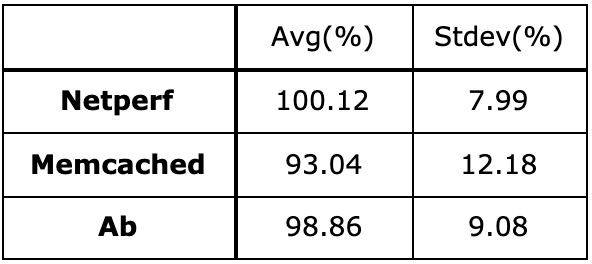 Avg(%) Stdev(%)
Netperf 100.12 7.99
Memcached 93.04 12.18
Ab 98.86 9.08